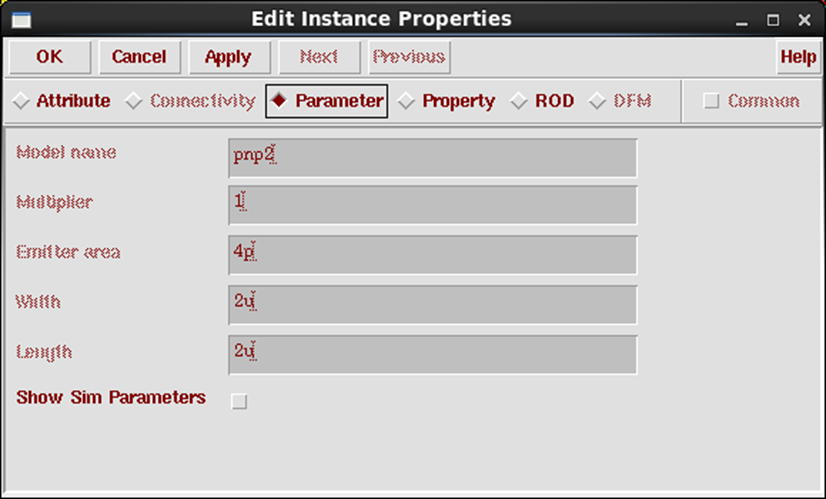 Edit Instance Properties
OK Cancel Apply Next Previous Help
Attribute Connectivity Parameter Property ROD DFM Common
Model name pnp2
Multiplier 1
Emitter area 4p
Width 2u
Length 2u
Show Sim Parameters